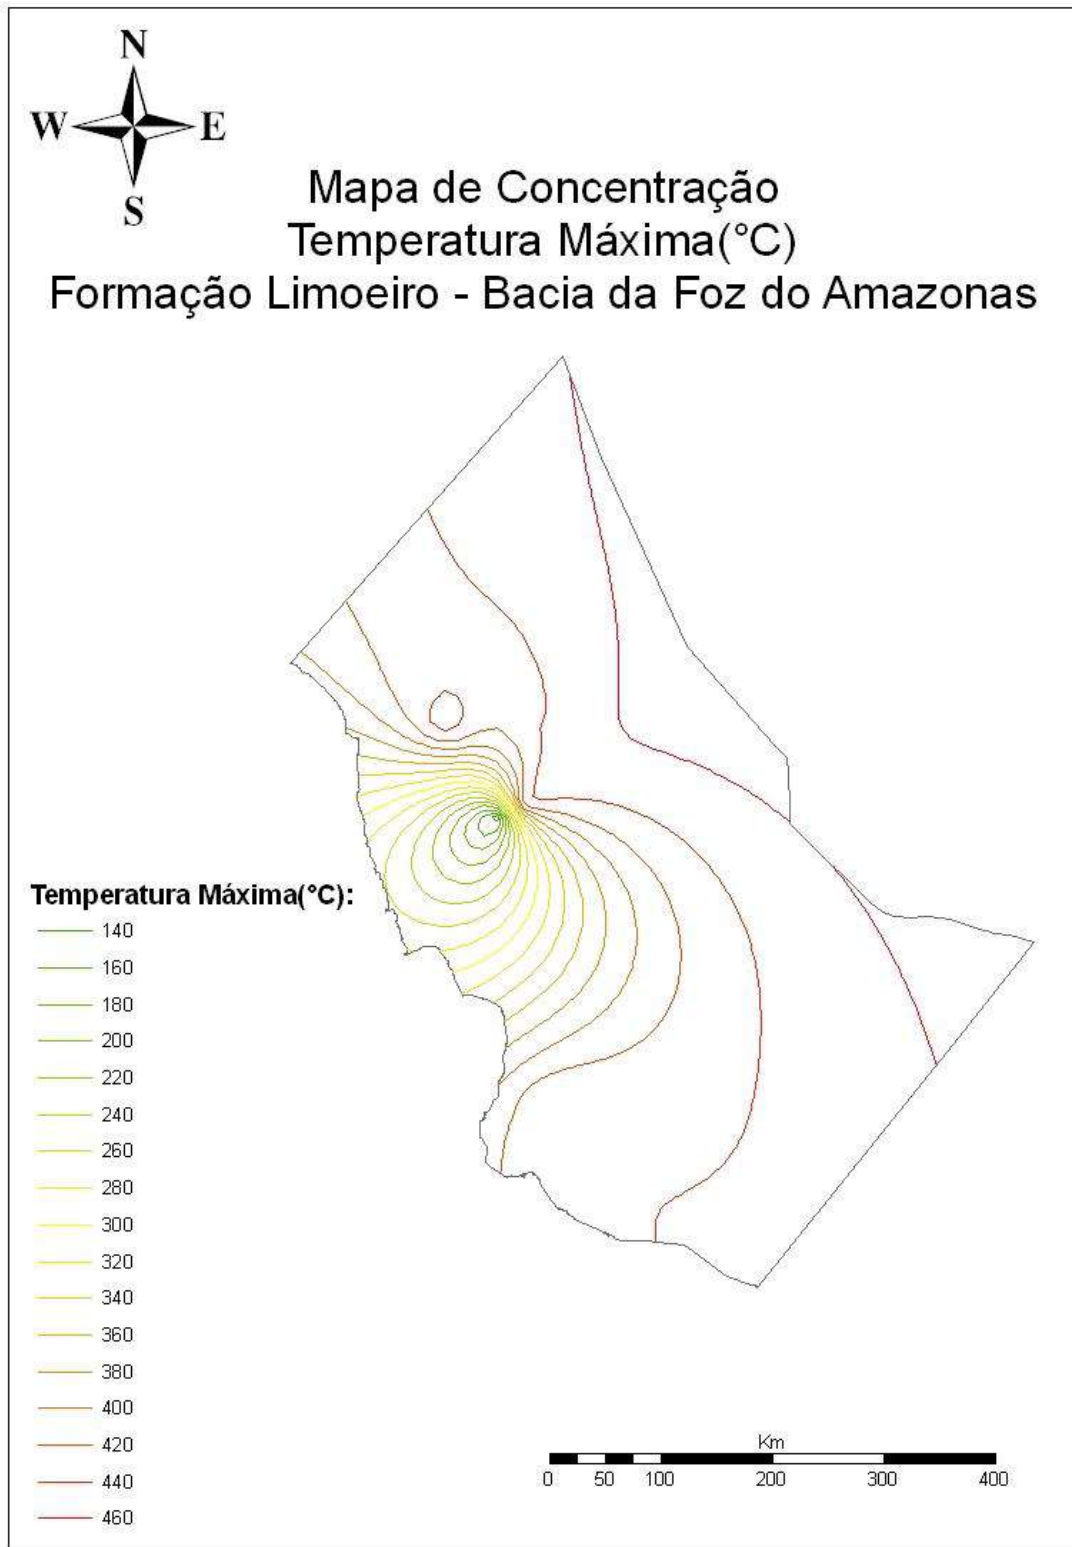 N
W E
S
Mapa de Concentração
Temperatura Máxima(°C)
Formação Limoeiro - Bacia da Foz do Amazonas
Temperatura Máxima(°C):
140
160
180
200
220
240
260
280
300
320
340
360
380
400
420
440
460
Km
0 50 100 200 300 400